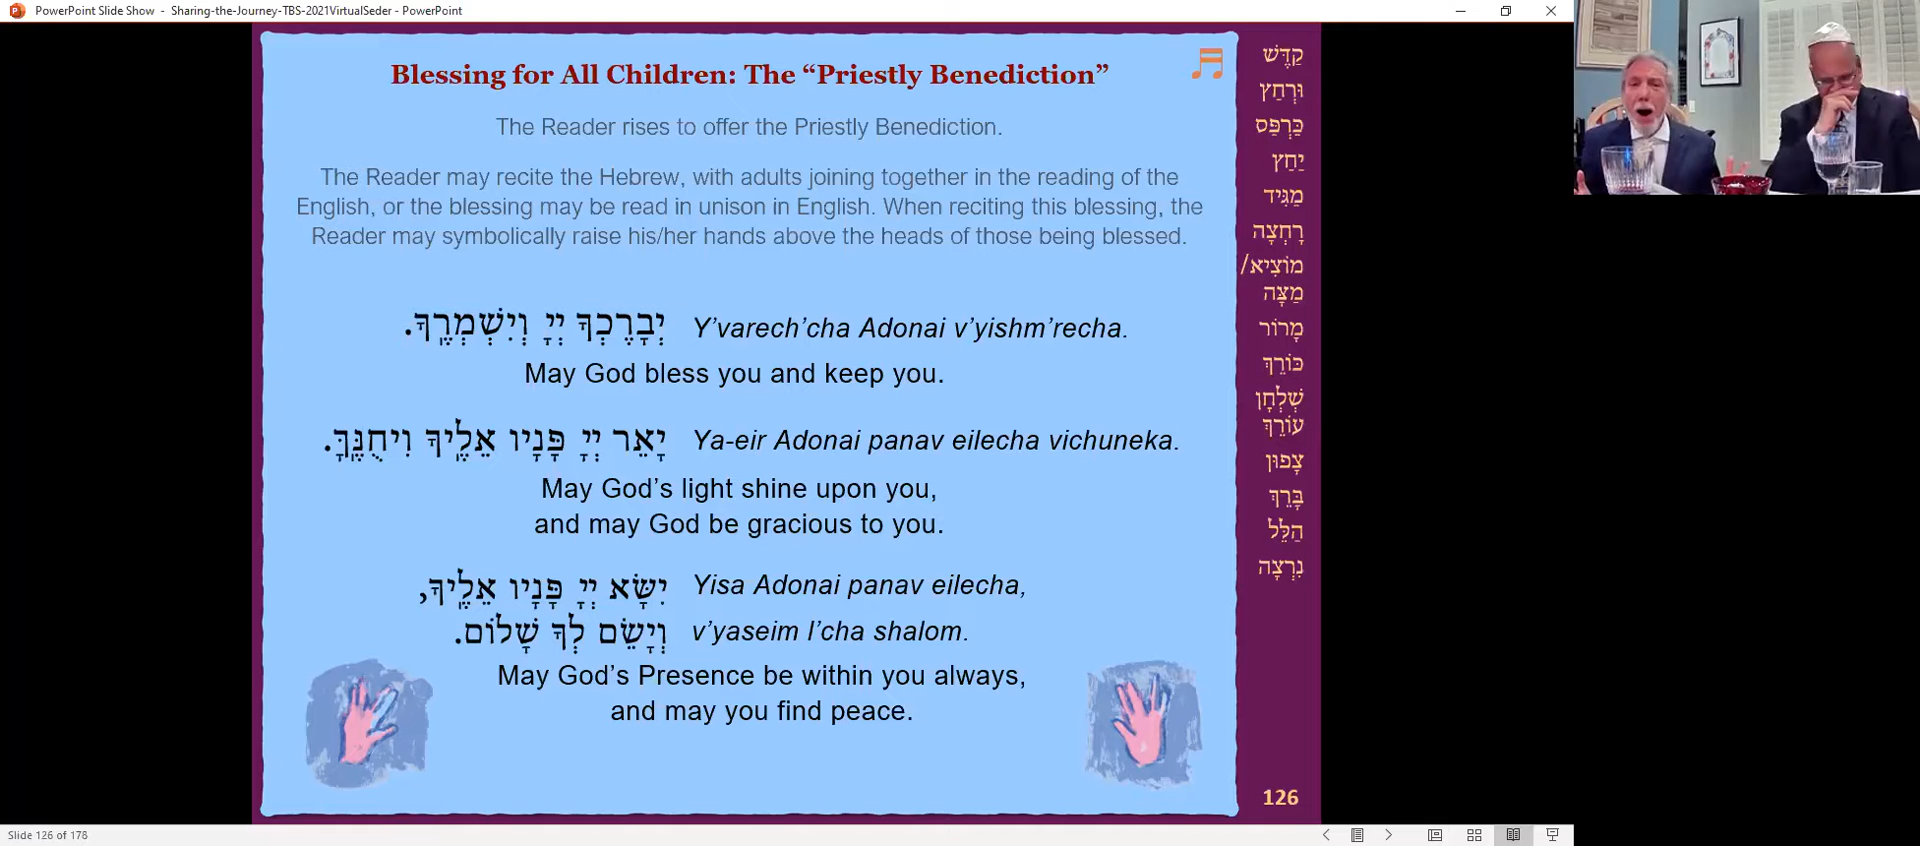 PowerPoint Slide Show - Sharing-the-Journey-TBS-2021VirtualSeder - PowerPoint
Blessing for All Children: The “Priestly Benediction”
The Reader rises to offer the Priestly Benediction.
The Reader may recite the Hebrew, with adults joining together in the reading of the
English, or the blessing may be read in unison in English. When reciting this blessing, the
Reader may symbolically raise his/her hands above the heads of those being blessed.
יְבָרֶכְךָ יְיָ וְיִשְׁמְרֶֽךָ. Y’varech’cha Adonai v’yishm’recha.
May God bless you and keep you.
יָאֵר יְיָ פָּנָיו אֵלֶֽיךָ וִיחֻנֶּֽךָּ. Ya-eir Adonai panav eilecha vichuneka.
May God’s light shine upon you,
and may God be gracious to you.
יִשָּׂא יְיָ פָּנָיו אֵלֶֽיךָ, Yisa Adonai panav eilecha,
וְיָשֵׂם לְךָ שָׁלוֹם. v’yaseim l’cha shalom.
May God’s Presence be within you always,
and may you find peace.
קַדֵּשׁ
וּרְחַץ
כַּרְפַּס
יַחַץ
מַגִּיד
רָחְצָה
מוֹצִיא/
מַצָּה
מָרוֹר
כּוֹרֵךְ
שֻׁלְחָן
עוֹרֵךְ
צָפוּן
בָּרֵךְ
הַלֵּל
נִרְצָה
126
Slide 126 of 178